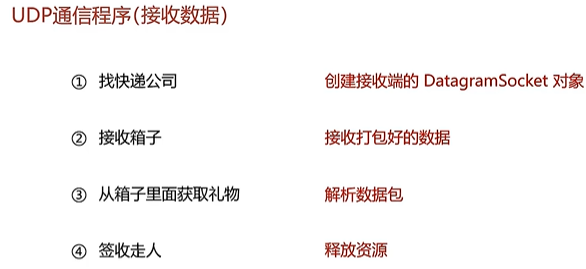 UDP通信程序(接收数据)
① 找快递公司 创建接收端的 DatagramSocket 对象
② 接收箱子 接收打包好的数据
③ 从箱子里面获取礼物 解析数据包
④ 签收走人 释放资源